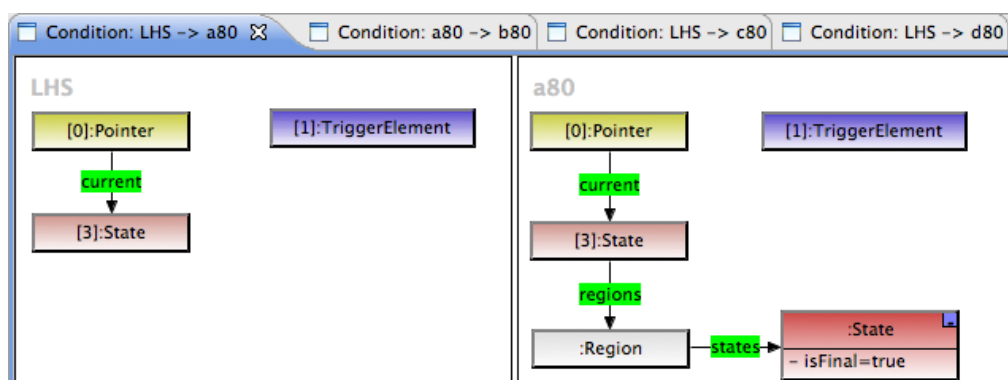 Condition: LHS -> a80
Condition: a80 -> b80
Condition: LHS -> c80
Condition: LHS -> d80
LHS
[0]:Pointer
[1]:TriggerElement
current
[3]:State
a80
[0]:Pointer
[1]:TriggerElement
current
[3]:State
regions
:Region
states
:State
- isFinal=true